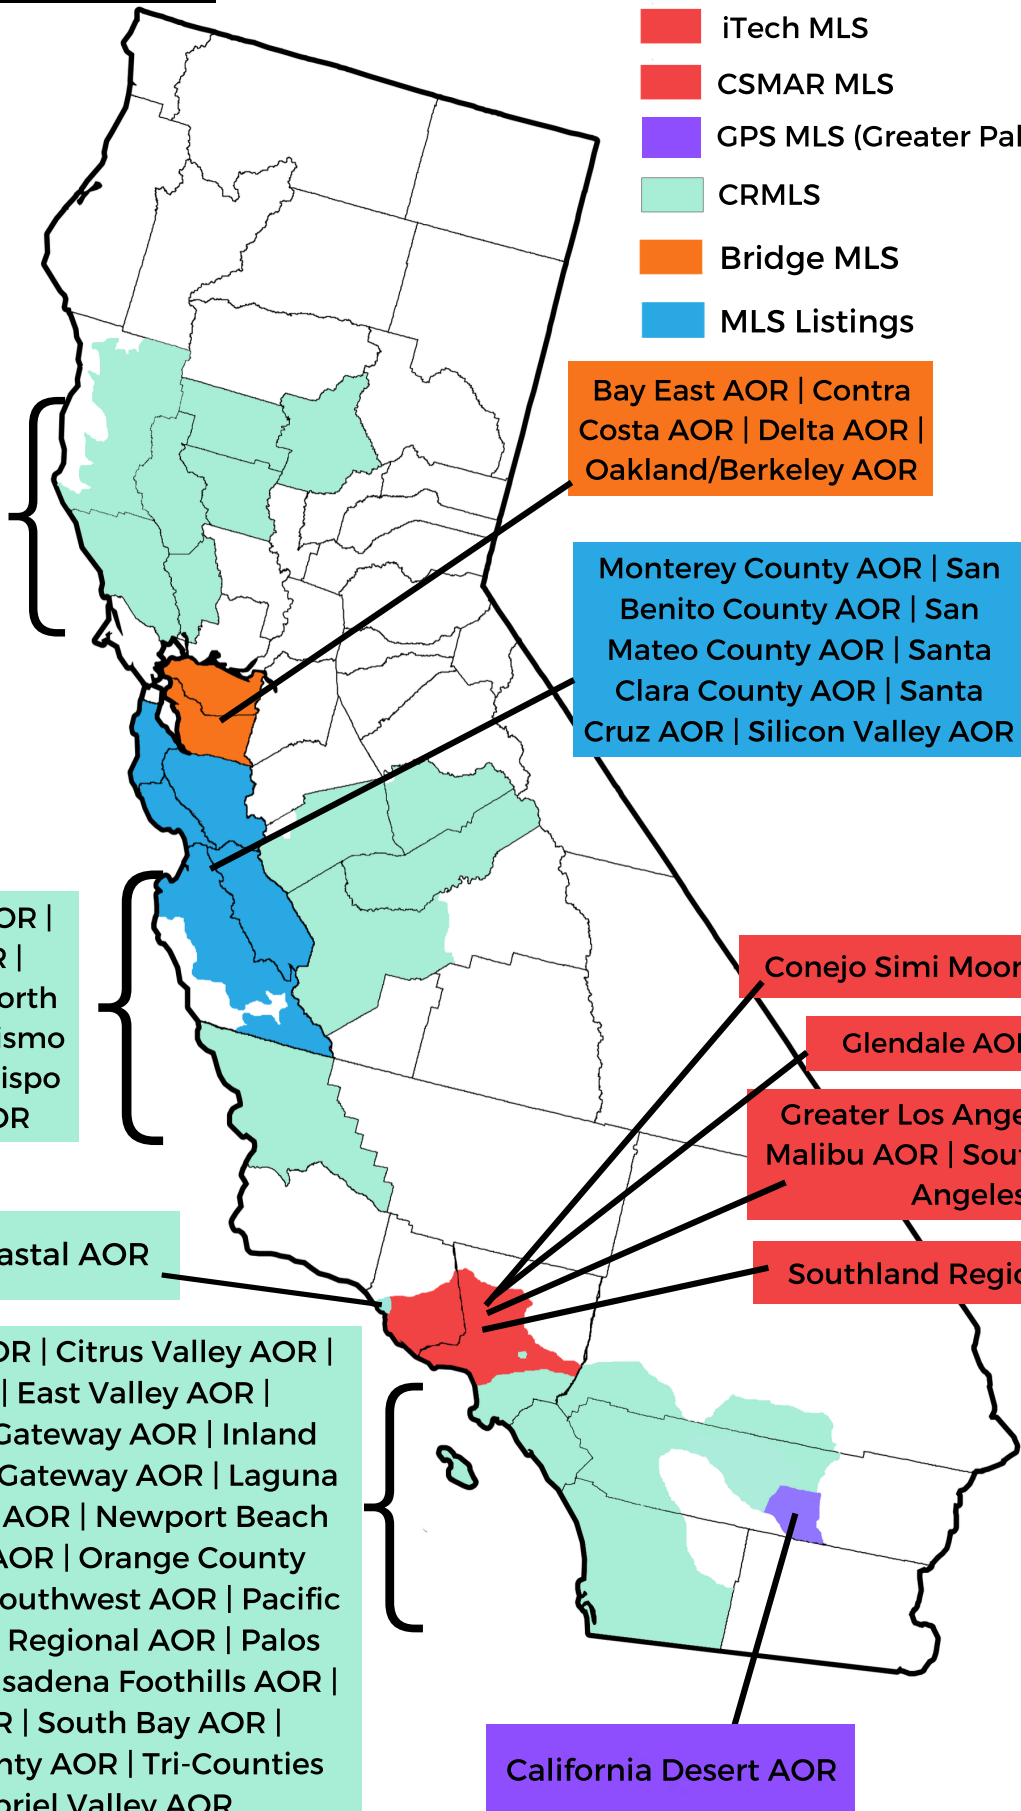 iTech MLS
CSMAR MLS
GPS MLS (Greater Pal
CRMLS
Bridge MLS
MLS Listings
Bay East AOR | Contra
Costa AOR | Delta AOR |
Oakland/Berkeley AOR
Monterey County AOR | San
Benito County AOR | San
Mateo County AOR | Santa
Clara County AOR | Santa
Cruz AOR | Silicon Valley AOR
OR |
R |
orth
ismo
ispo
OR
Conejo Simi Moor
Glendale AO
Greater Los Ange
Malibu AOR | Sout
Angeles
Southland Regio
astal AOR
OR | Citrus Valley AOR |
| East Valley AOR |
Gateway AOR | Inland
Gateway AOR | Laguna
AOR | Newport Beach
AOR | Orange County
outhwest AOR | Pacific
Regional AOR | Palos
sadena Foothills AOR |
R | South Bay AOR |
nty AOR | Tri-Counties
briel Valley AOR
California Desert AOR